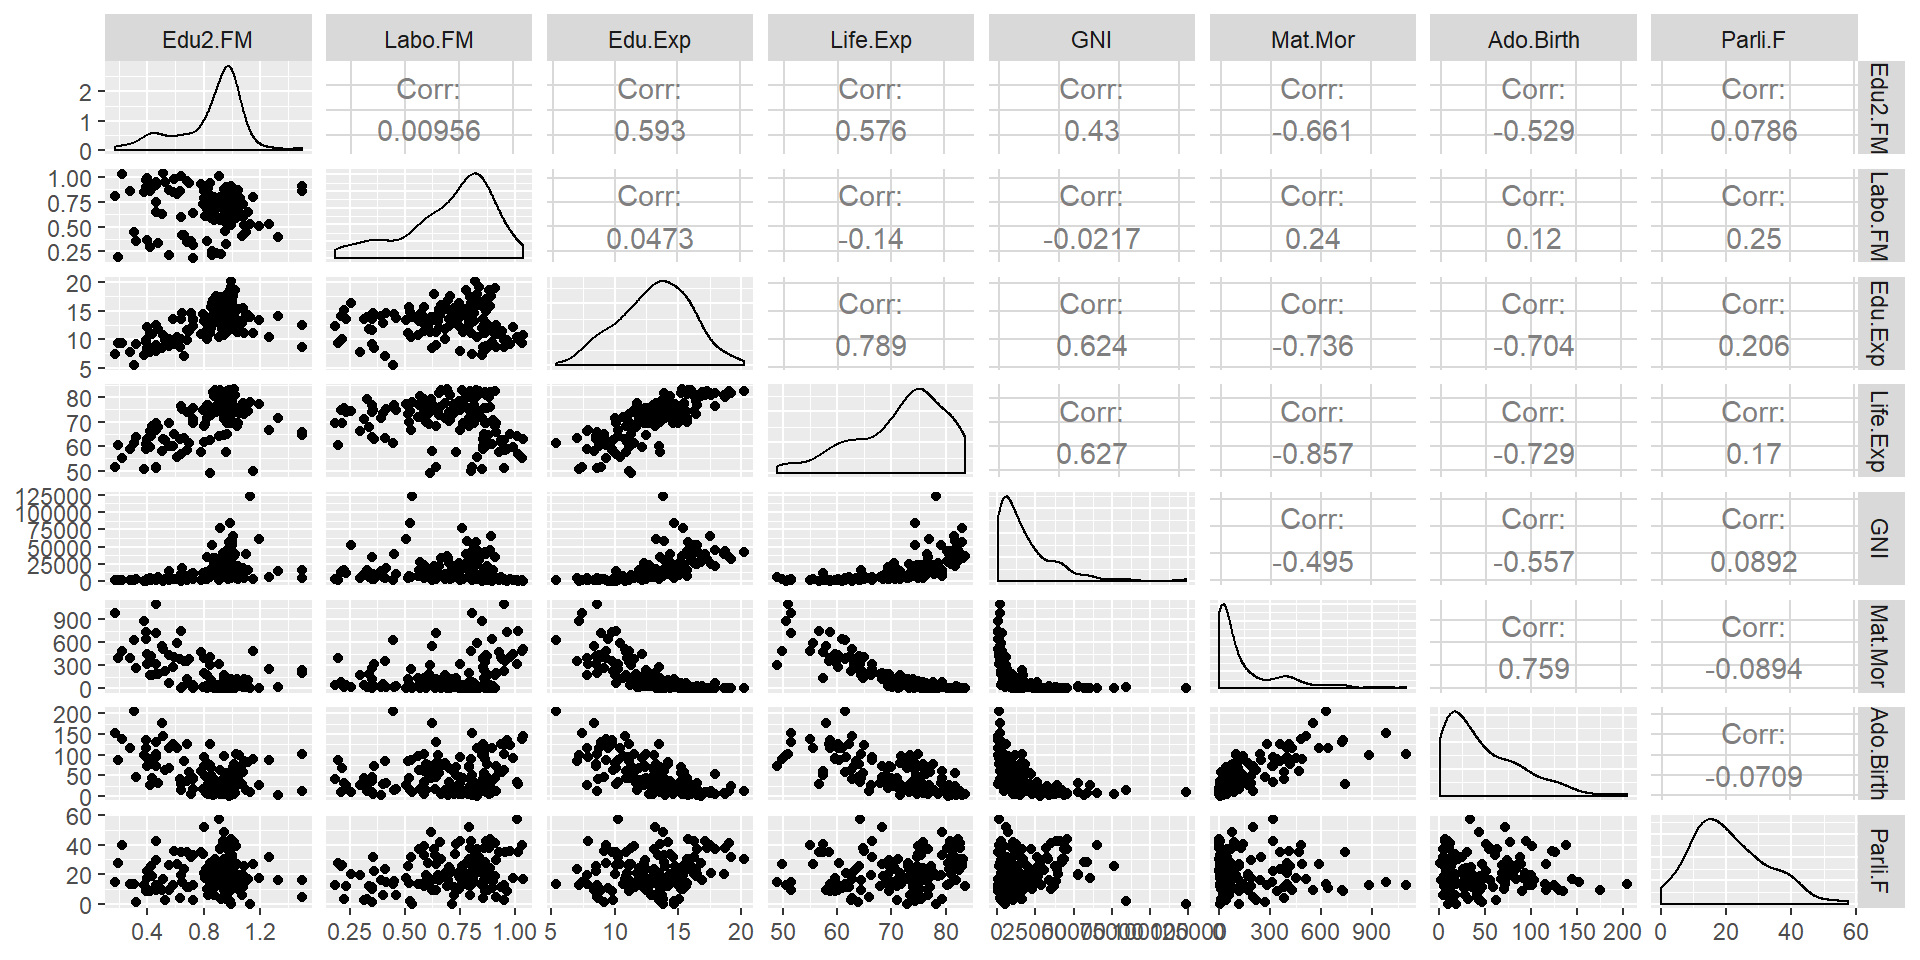 Edu2.FM Labo.FM Edu.Exp Life.Exp GNI Mat.Mor Ado.Birth Parli.F
2 1 0 Corr: Corr: Corr: Corr: Corr: Corr: Corr: Edu2.FM
0.00956 0.593 0.576 0.43 -0.661 -0.529 0.0786
1.00 0.75 0.50 0.25 Corr: Corr: Corr: Corr: Corr: Corr: Labo.FM
0.0473 -0.14 -0.0217 0.24 0.12 0.25
20 15 10 5 Corr: Corr: Corr: Corr: Corr: Edu.Exp
0.789 0.624 -0.736 -0.704 0.206
80 70 60 50 Corr: Corr: Corr: Corr: Life.Exp
0.627 -0.857 -0.729 0.17
125000 100000 75000 50000 25000 0 Corr: Corr: Corr: GNI
-0.495 -0.557 0.0892
900 600 300 0 Corr: Corr: Mat.Mor
0.759 -0.0894
200 150 100 50 0 Corr: Ado.Birth
-0.0709
60 40 20 0 Parli.F
0.4 0.8 1.2 0.25 0.50 0.75 1.00 5 10 15 20 50 60 70 80 0 25000 50000 75000 100000 125000 0 300 600 900 0 50 100 150 200 0 20 40 60